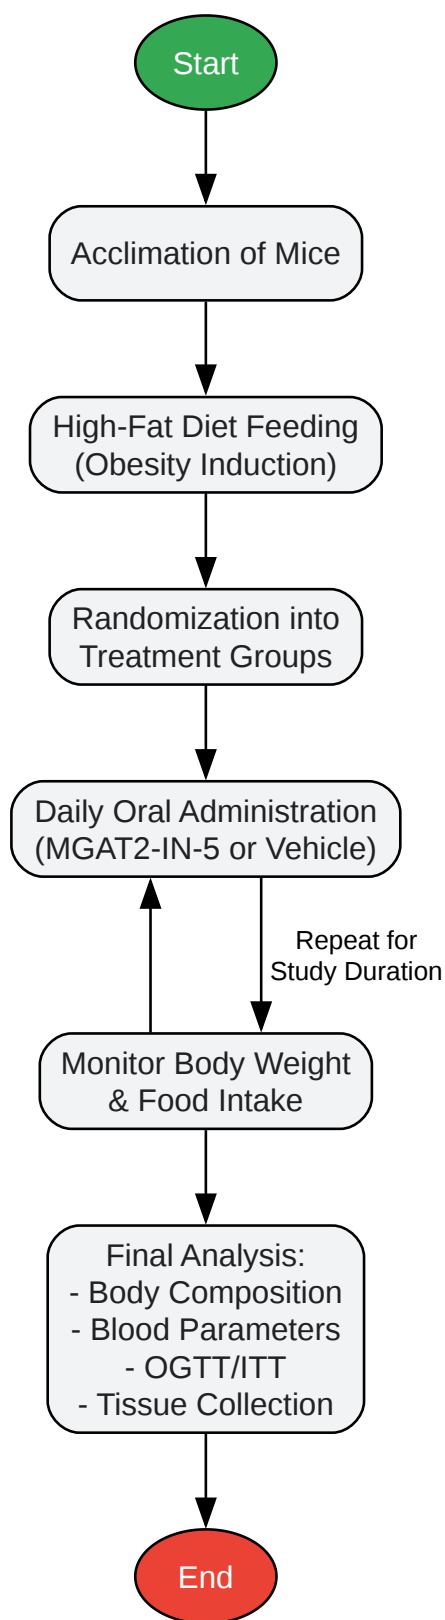 Start
Acclimation of Mice
High-Fat Diet Feeding
(Obesity Induction)
Randomization into
Treatment Groups
Daily Oral Administration
(MGAT2-IN-5 or Vehicle)
Repeat for
Study Duration
Monitor Body Weight
& Food Intake
Final Analysis:
- Body Composition
- Blood Parameters
- OGTT/ITT
- Tissue Collection
End